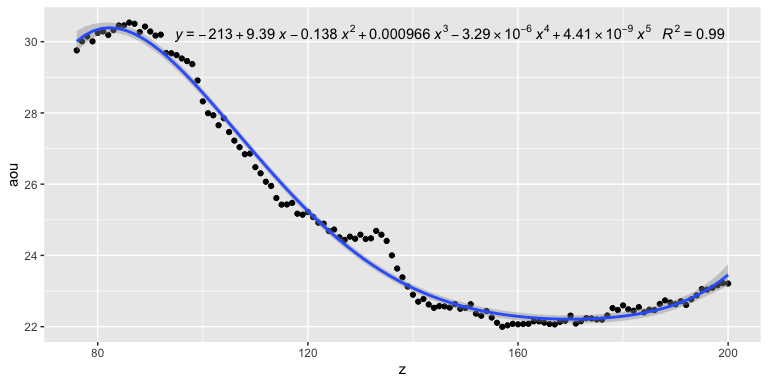 y = −213 + 9.39 x − 0.138 x² + 0.000966 x³ − 3.29 × 10⁻⁶ x⁴ + 4.41 × 10⁻⁹ x⁵ R² = 0.99
30
28
26
24
22
aou
80 120 160 200
z